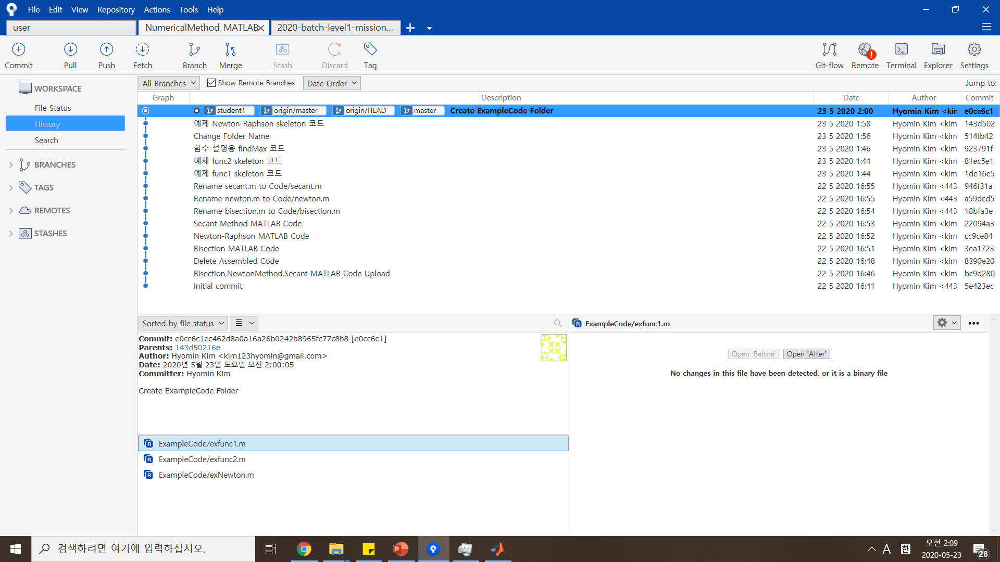 File Edit View Repository Actions Tools Help
user NumericalMethod_MATLAB 2020-batch-level1-mission...
Commit Pull Push Fetch Branch Merge Stash Discard Tag Git-flow Remote Terminal Explorer Settings
WORKSPACE
File Status
History
Search
BRANCHES
TAGS
REMOTES
STASHES
All Branches Show Remote Branches Date Order Jump to:
Graph Description Date Author Commit
student1 origin/master origin/HEAD master Create ExampleCode Folder 23 5 2020 2:00 Hyomin Kim <kir e0cc6c1
예제 Newton-Raphson skeleton 코드 23 5 2020 1:58 Hyomin Kim <kim 143d502
Change Folder Name 23 5 2020 1:56 Hyomin Kim <kim 514fb42
함수 설명용 findMax 코드 23 5 2020 1:46 Hyomin Kim <kim 923791f
예제 func2 skeleton 코드 23 5 2020 1:44 Hyomin Kim <kim 81ec5e1
예제 func1 skeleton 코드 23 5 2020 1:44 Hyomin Kim <kim 1de16e5
Rename secant.m to Code/secant.m 22 5 2020 16:55 Hyomin Kim <443 946f31a
Rename newton.m to Code/newton.m 22 5 2020 16:55 Hyomin Kim <443 a59dcd5
Rename bisection.m to Code/bisection.m 22 5 2020 16:54 Hyomin Kim <443 18bfa3e
Secant Method MATLAB Code 22 5 2020 16:53 Hyomin Kim <kim 22094a3
Newton-Raphson MATLAB Code 22 5 2020 16:52 Hyomin Kim <kim cc9ce84
Bisection MATLAB Code 22 5 2020 16:51 Hyomin Kim <kim 3ea1723
Delete Assembled Code 22 5 2020 16:48 Hyomin Kim <kim 8390e20
Bisection,NewtonMethod,Secant MATLAB Code Upload 22 5 2020 16:46 Hyomin Kim <kim bc9d280
Initial commit 22 5 2020 16:41 Hyomin Kim <443 5e423ec
Sorted by file status
Commit: e0cc6c1ec462d8a0a16a26b0242b8965fc77c8b8 [e0cc6c1]
Parents: 143d50216e
Author: Hyomin Kim <kim123hyomin@gmail.com>
Date: 2020년 5월 23일 토요일 오전 2:00:05
Committer: Hyomin Kim
Create ExampleCode Folder
ExampleCode/exfunc1.m
ExampleCode/exfunc2.m
ExampleCode/exNewton.m
ExampleCode/exfunc1.m
Open 'Before' Open 'After'
No changes in this file have been detected, or it is a binary file
검색하려면 여기에 입력하십시오.
A 한 오전 2:09
2020-05-23
28